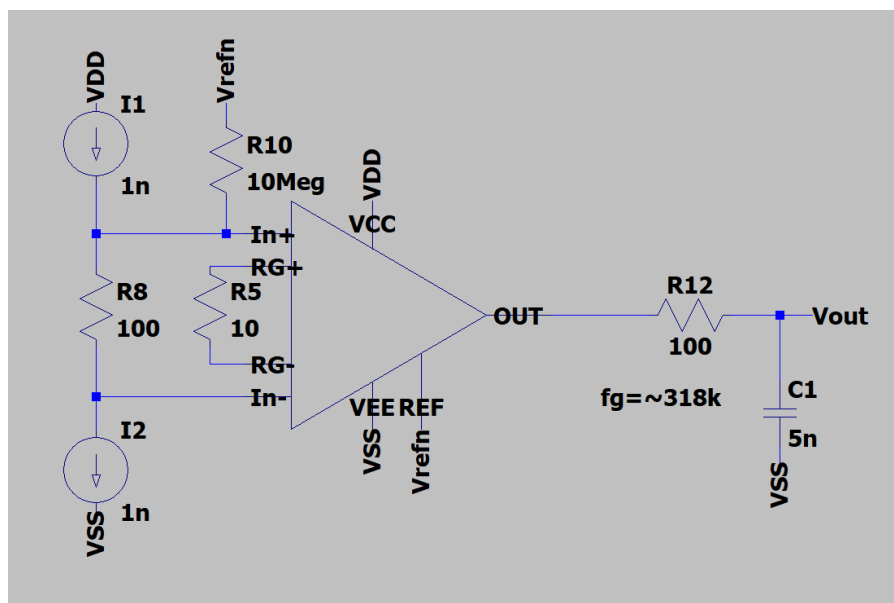 VDD
I1
1n
Vrefn
R10
10Meg
VDD
VCC
In+
RG+
R8
100
R5
10
RG-
In-
OUT
R12
100
Vout
VEE
REF
VSS
Vrefn
fg=~318k
C1
5n
VSS
I2
1n
VSS